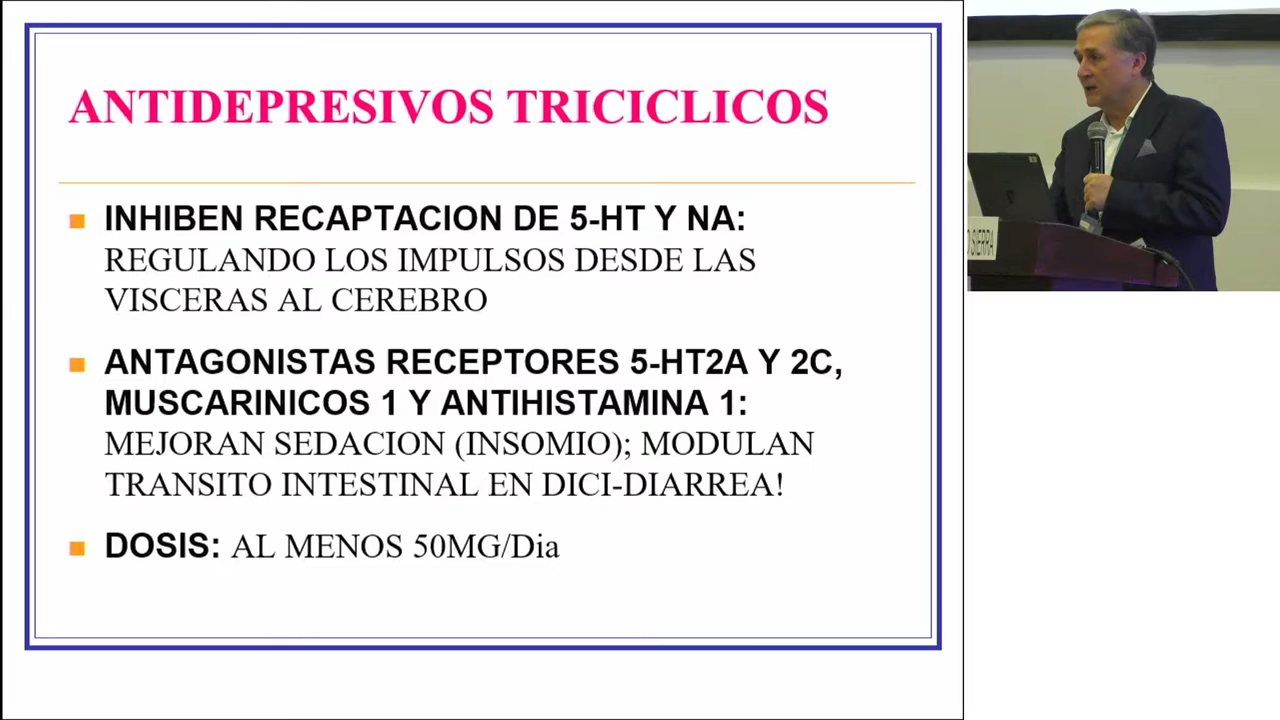 ANTIDEPRESIVOS TRICICLICOS
INHIBEN RECAPTACION DE 5-HT Y NA:
REGULANDO LOS IMPULSOS DESDE LAS
VISCERAS AL CEREBRO
ANTAGONISTAS RECEPTORES 5-HT2A Y 2C,
MUSCARINICOS 1 Y ANTIHISTAMINA 1:
MEJORAN SEDACION (INSOMIO); MODULAN
TRANSITO INTESTINAL EN DICI-DIARREA!
DOSIS: AL MENOS 50MG/Dia
SIERRA